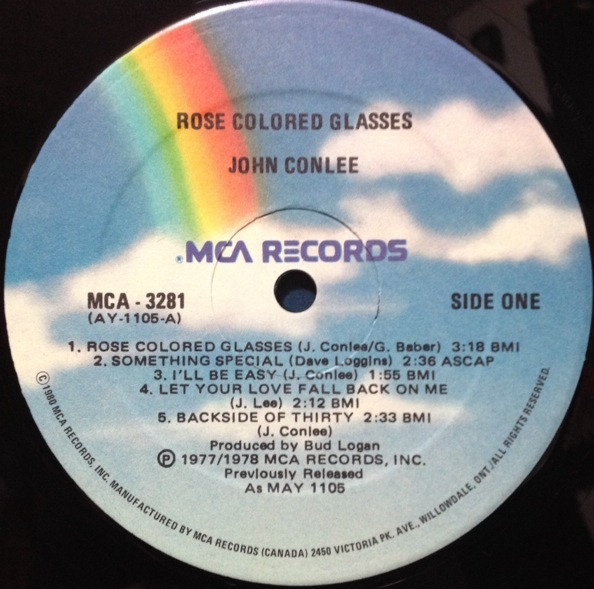 ROSE COLORED GLASSES
JOHN CONLEE
MCA RECORDS
MCA - 3281
(AY-1105-A)
SIDE ONE
1. ROSE COLORED GLASSES (J. Conlee/G. Baber) 3:18 BMI
2. SOMETHING SPECIAL (Dave Loggins) 2:36 ASCAP
3. I'LL BE EASY (J. Conlee) 1:55 BMI
4. LET YOUR LOVE FALL BACK ON ME
(J. Lee) 2:12 BMI
5. BACKSIDE OF THIRTY 2:33 BMI
(J. Conlee)
Produced by Bud Logan
Ⓟ 1977/1978 MCA RECORDS, INC.
Previously Released
As MAY 1105
©1980 MCA RECORDS, INC. MANUFACTURED BY MCA RECORDS (CANADA) 2450 VICTORIA PK. AVE., WILLOWDALE, ONT./ALL RIGHTS RESERVED.